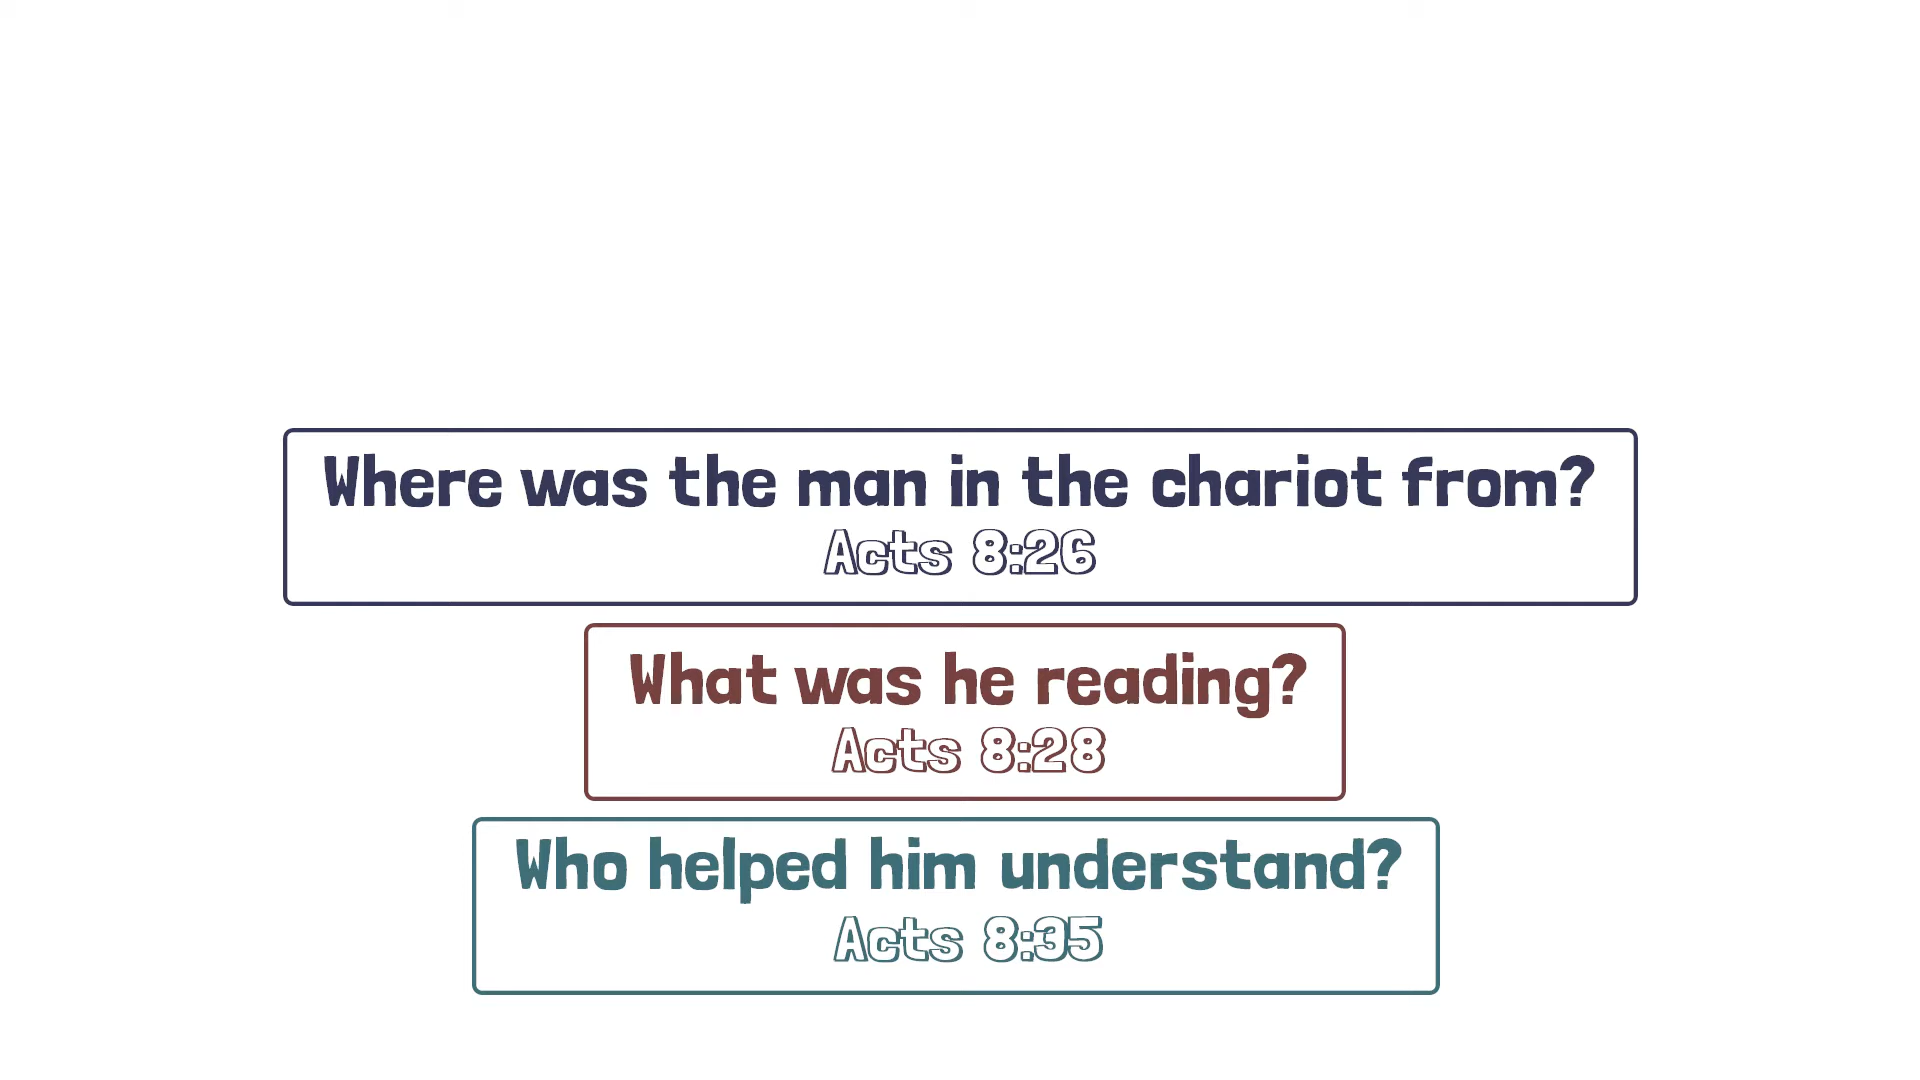 Where was the man in the chariot from?
Acts 8:26
What was he reading?
Acts 8:28
Who helped him understand?
Acts 8:35